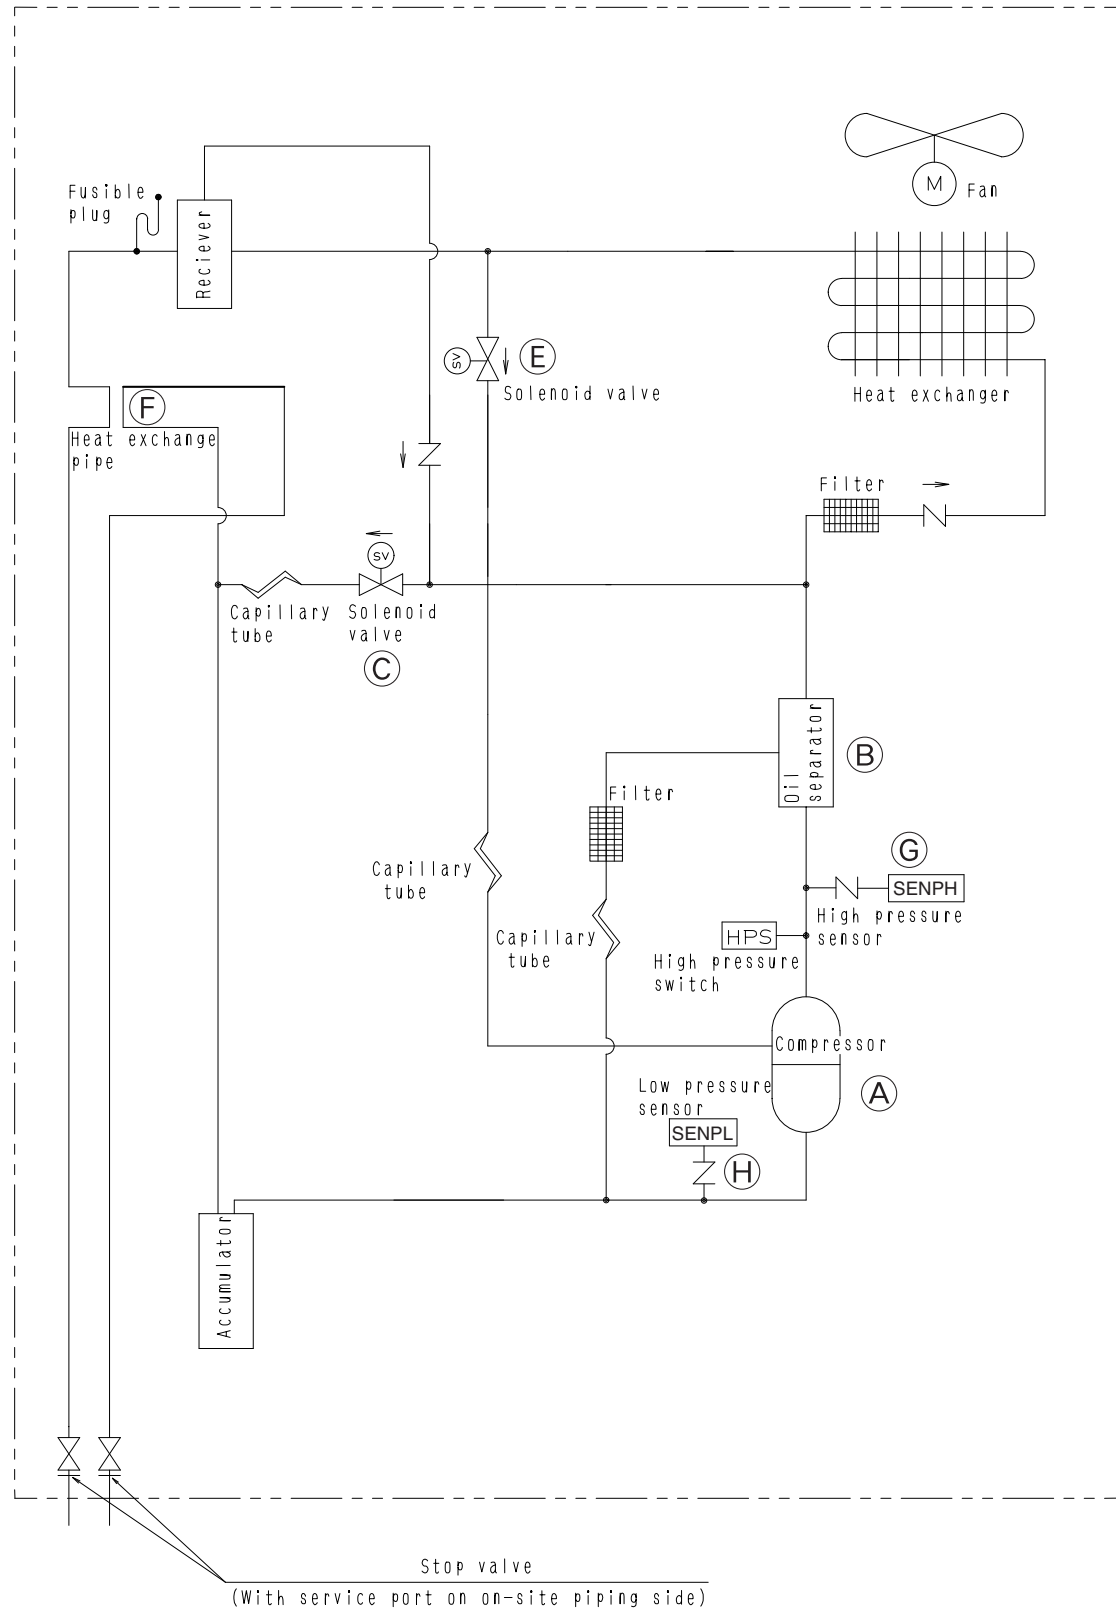 M
Fan
Fusible
plug
Reciever
SV
E
Solenoid valve
Heat exchanger
F
Heat exchange
pipe
Filter
SV
Capillary
tube
Solenoid
valve
C
Oil
separator
B
Filter
Capillary
tube
G
SENPH
High pressure
sensor
Capillary
tube
HPS
High pressure
switch
Compressor
A
Low pressure
sensor
SENPL
H
Accumulator
Stop valve
(With service port on on-site piping side)